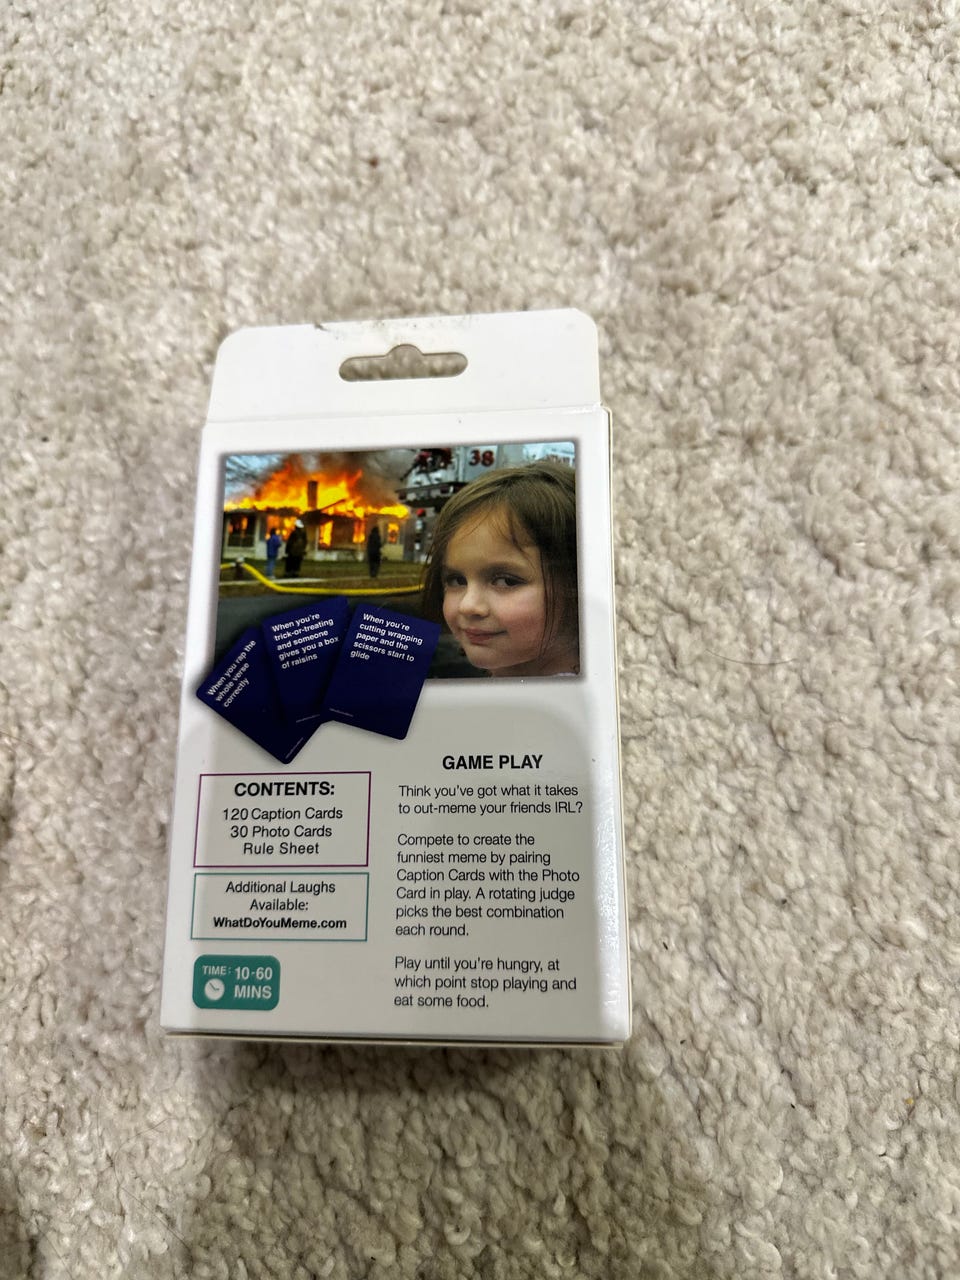 38
When you rap the
whole verse
correctly
When you're
trick-or-treating
and someone
gives you a box
of raisins
When you're
cutting wrapping
paper and the
scissors start to
glide
CONTENTS:
120 Caption Cards
30 Photo Cards
Rule Sheet
Additional Laughs
Available:
WhatDoYouMeme.com
TIME: 10-60
MINS
GAME PLAY
Think you've got what it takes
to out-meme your friends IRL?
Compete to create the
funniest meme by pairing
Caption Cards with the Photo
Card in play. A rotating judge
picks the best combination
each round.
Play until you're hungry, at
which point stop playing and
eat some food.